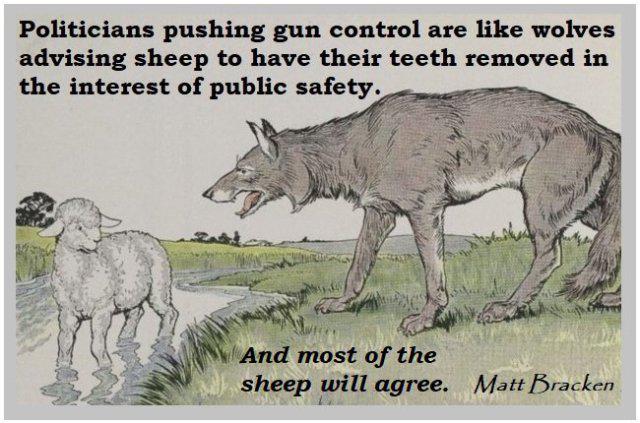 Politicians pushing gun control are like wolves
advising sheep to have their teeth removed in
the interest of public safety.
And most of the
sheep will agree.
Matt Bracken